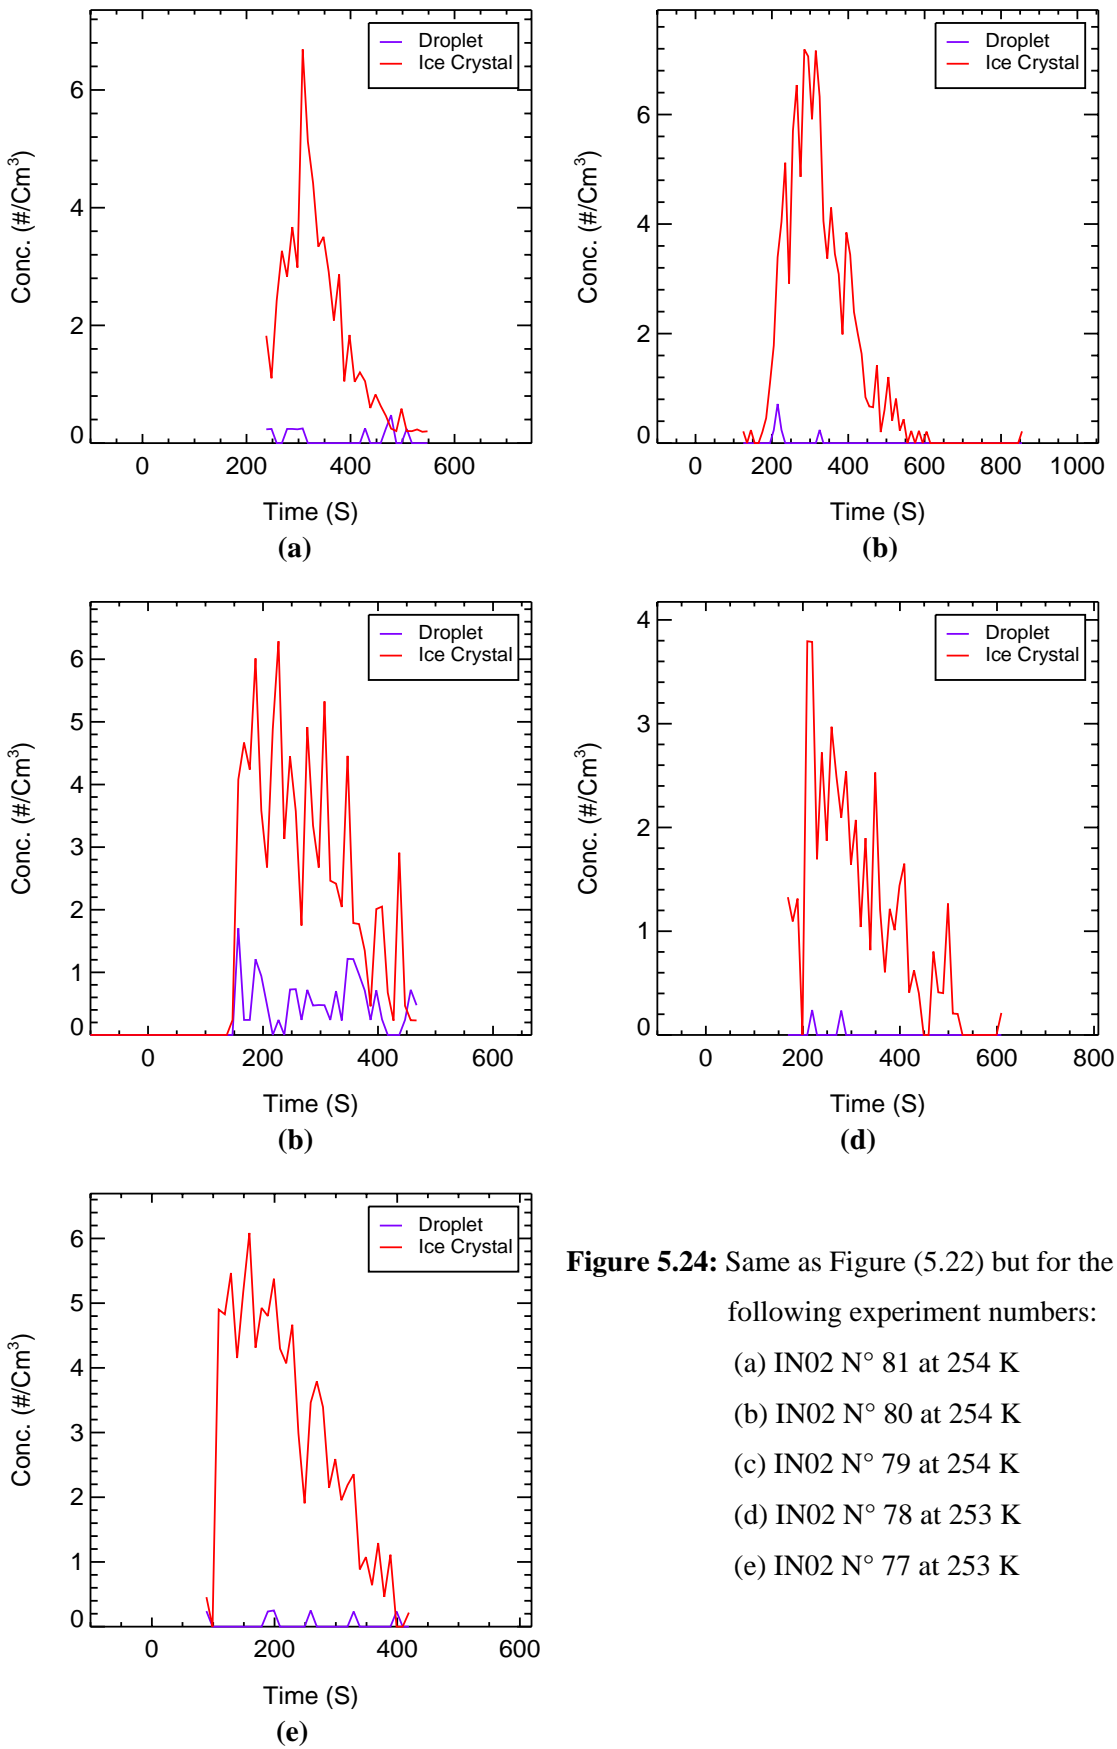 Droplet
Ice Crystal
6
4
2
0
Conc. (#/Cm³)
0 200 400 600
Time (S)
(a)
Droplet
Ice Crystal
6
4
2
0
Conc. (#/Cm³)
0 200 400 600 800 1000
Time (S)
(b)
Droplet
Ice Crystal
6
5
4
3
2
1
0
Conc. (#/Cm³)
0 200 400 600
Time (S)
(b)
Droplet
Ice Crystal
4
3
2
1
0
Conc. (#/Cm³)
0 200 400 600 800
Time (S)
(d)
Droplet
Ice Crystal
6
5
4
3
2
1
0
Conc. (#/Cm³)
0 200 400 600
Time (S)
(e)
Figure 5.24: Same as Figure (5.22) but for the
following experiment numbers:
(a) IN02 N° 81 at 254 K
(b) IN02 N° 80 at 254 K
(c) IN02 N° 79 at 254 K
(d) IN02 N° 78 at 253 K
(e) IN02 N° 77 at 253 K